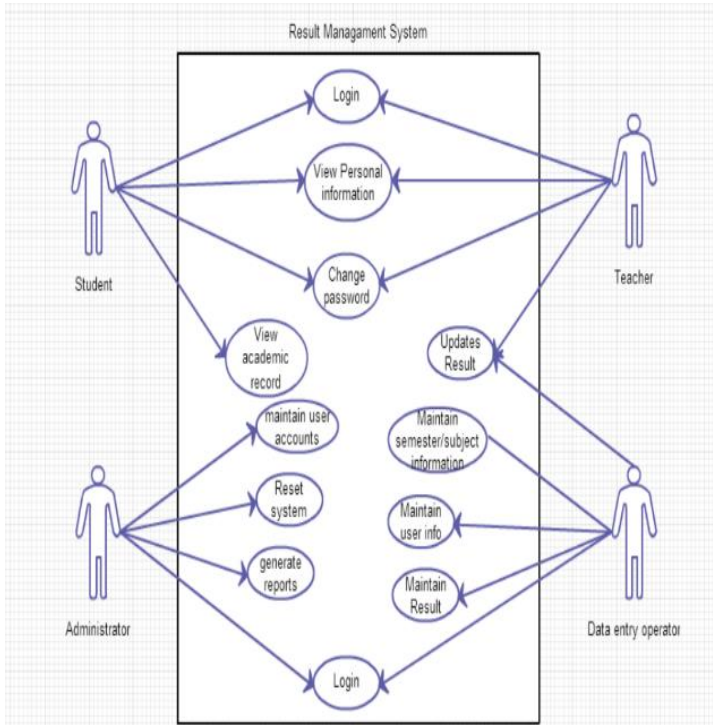 Result Managament System
Login
View Personal
information
Student
Teacher
Change
password
View
academic
record
Updates
Result
maintain user
accounts
Maintain
semester/subject
information
Reset
system
Maintain
user info
generate
reports
Maintain
Result
Administrator
Data entry operator
Login